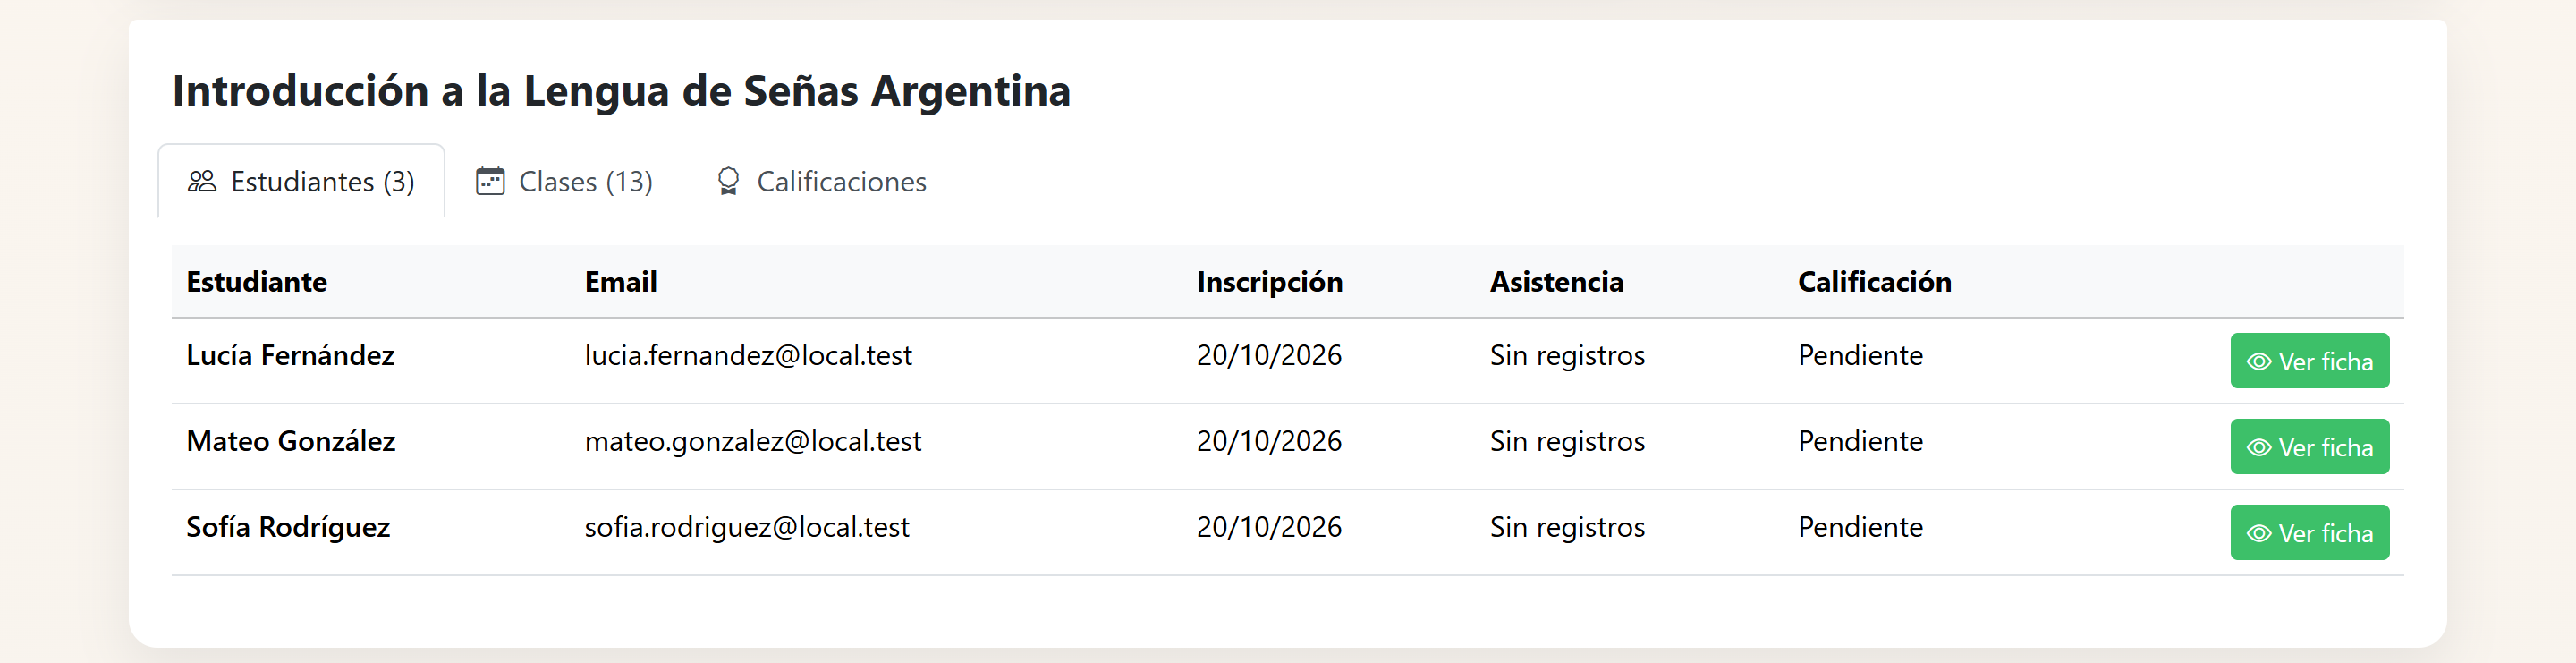 Introducción a la Lengua de Señas Argentina
Estudiantes (3) Clases (13) Calificaciones
Estudiante Email Inscripción Asistencia Calificación
Lucía Fernández lucia.fernandez@local.test 20/10/2026 Sin registros Pendiente Ver ficha
Mateo González mateo.gonzalez@local.test 20/10/2026 Sin registros Pendiente Ver ficha
Sofía Rodríguez sofia.rodriguez@local.test 20/10/2026 Sin registros Pendiente Ver ficha